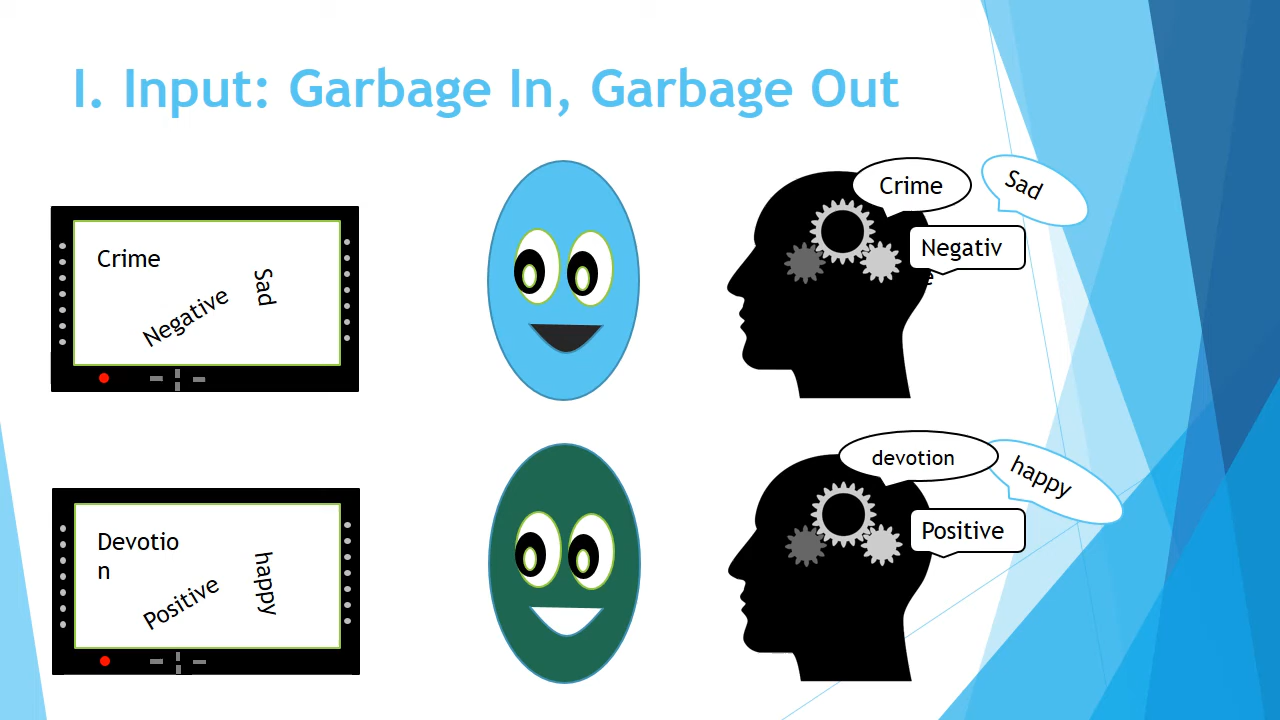 I. Input: Garbage In, Garbage Out
Crime
Sad
Negative
Crime
Sad
Negativ
e
Devotio
n
happy
Positive
devotion
happy
Positive